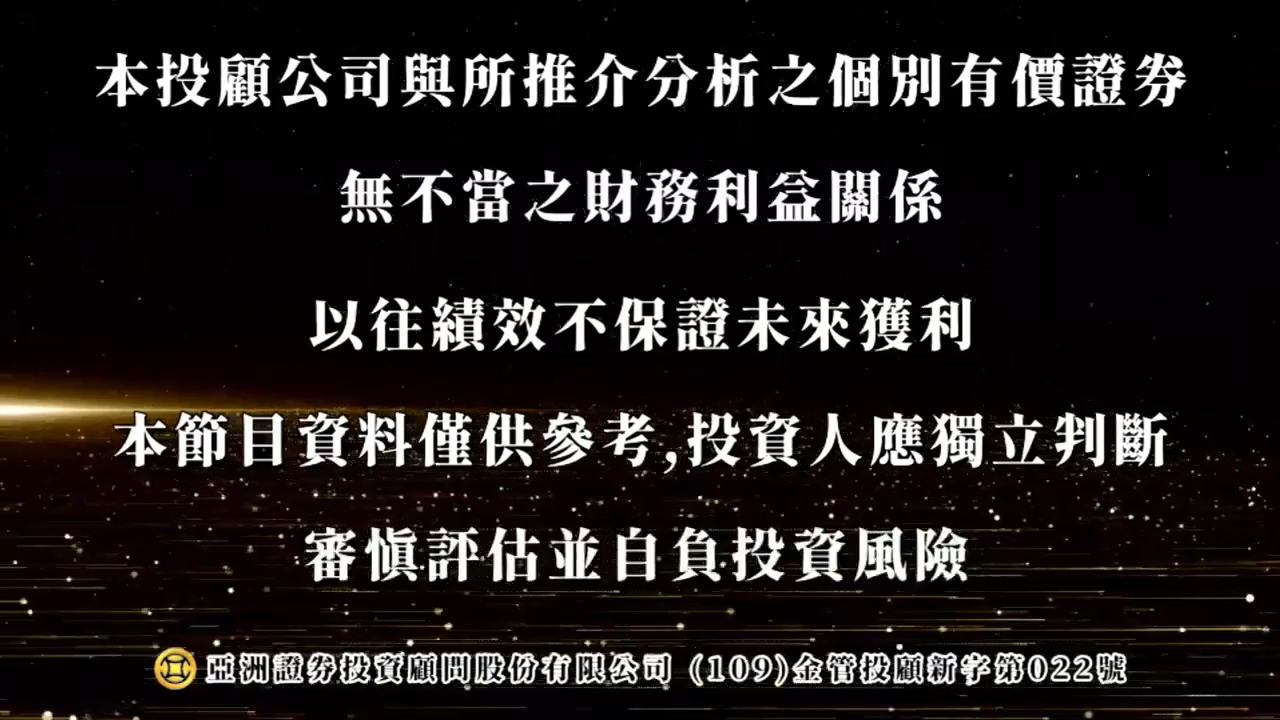 本投顧公司與所推介分析之個別有價證券
無不當之財務利益關係
以往績效不保證未來獲利
本節目資料僅供參考,投資人應獨立判斷
審慎評估並自負投資風險
亞洲證券投資顧問股份有限公司 (109)金管投顧新字第022號